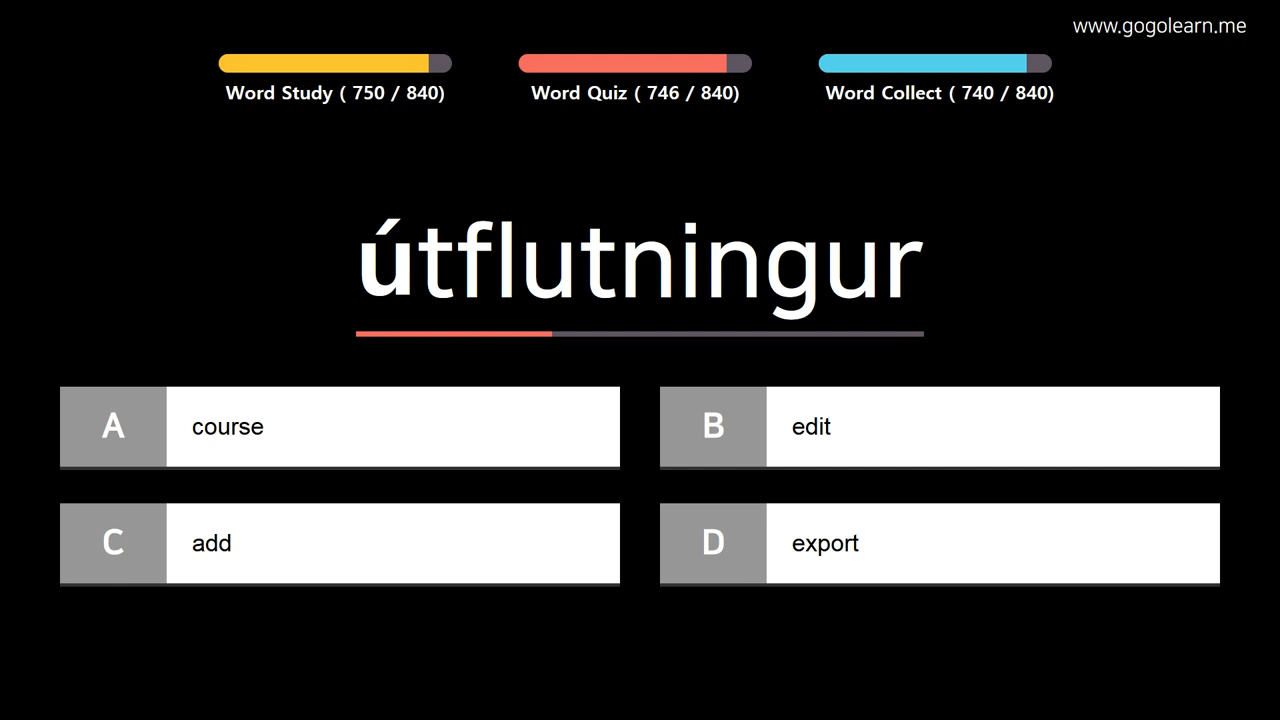 www.gogolearn.me
Word Study ( 750 / 840)
Word Quiz ( 746 / 840)
Word Collect ( 740 / 840)
útflutningur
A course
B edit
C add
D export